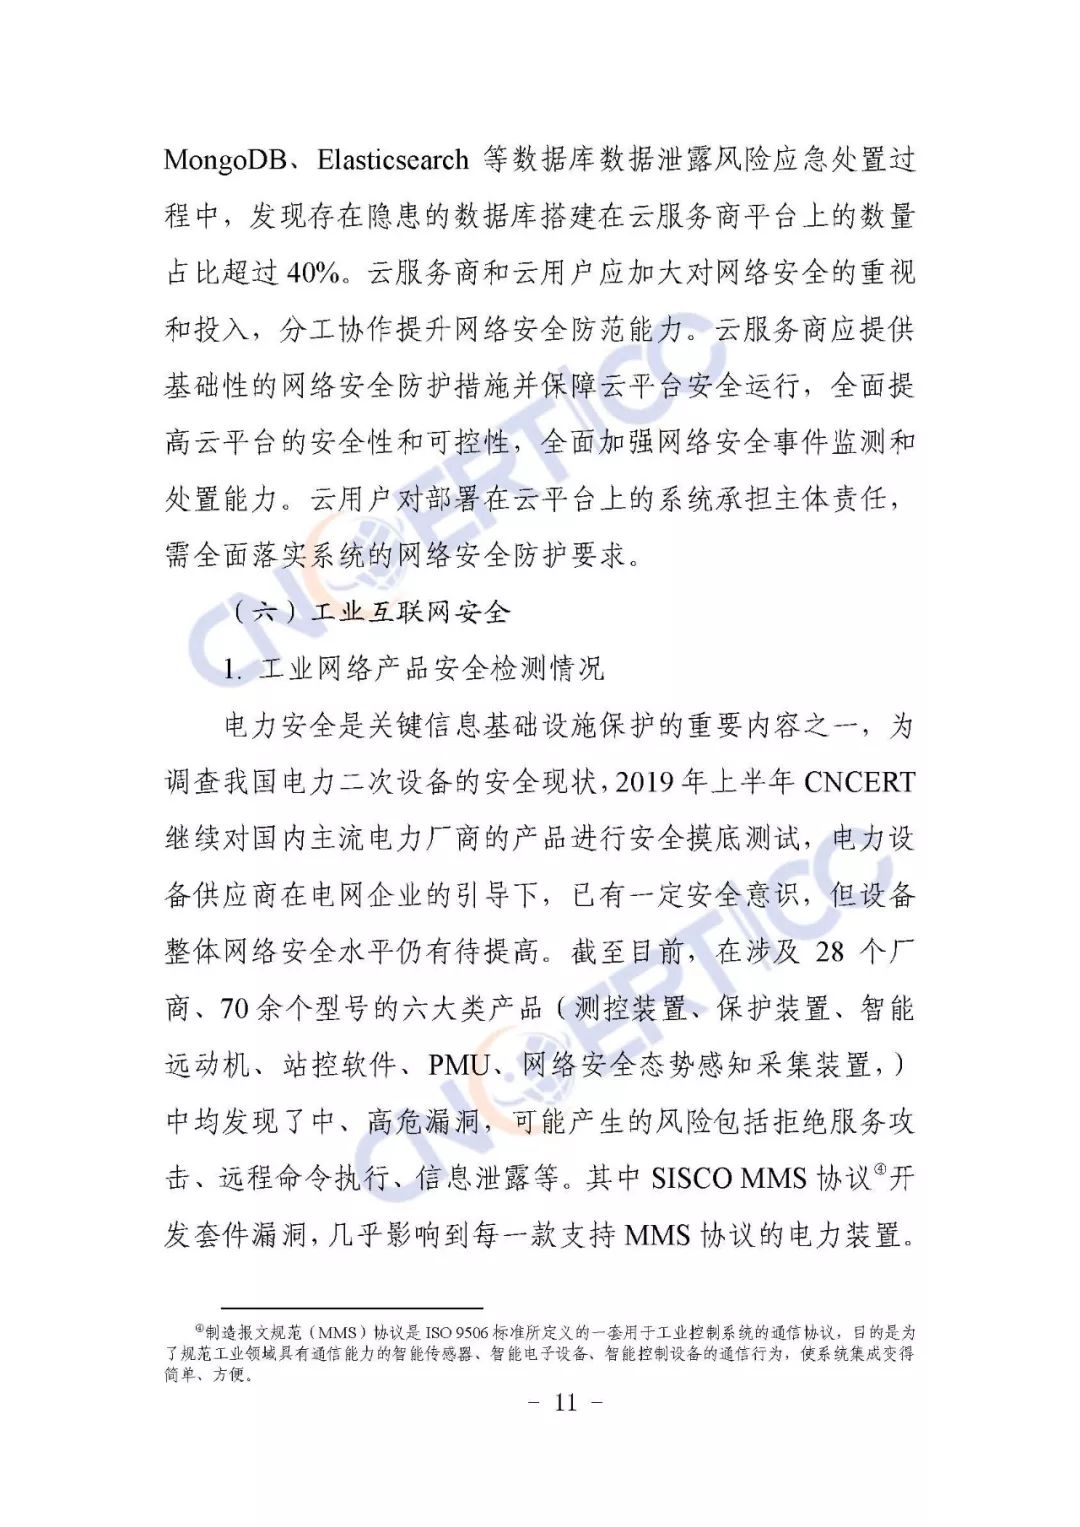 MongoDB、Elasticsearch 等数据库数据泄露风险应急处置过
程中，发现存在隐患的数据库搭建在云服务商平台上的数量
占比超过 40%。云服务商和云用户应加大对网络安全的重视
和投入，分工协作提升网络安全防范能力。云服务商应提供
基础性的网络安全防护措施并保障云平台安全运行，全面提
高云平台的安全性和可控性，全面加强网络安全事件监测和
处置能力。云用户对部署在云平台上的系统承担主体责任，
需全面落实系统的网络安全防护要求。
（六）工业互联网安全
1. 工业网络产品安全检测情况
电力安全是关键信息基础设施保护的重要内容之一，为
调查我国电力二次设备的安全现状，2019 年上半年 CNCERT
继续对国内主流电力厂商的产品进行安全摸底测试，电力设
备供应商在电网企业的引导下，已有一定安全意识，但设备
整体网络安全水平仍有待提高。截至目前，在涉及 28 个厂
商、70 余个型号的六大类产品（测控装置、保护装置、智能
远动机、站控软件、PMU、网络安全态势感知采集装置，）
中均发现了中、高危漏洞，可能产生的风险包括拒绝服务攻
击、远程命令执行、信息泄露等。其中 SISCO MMS 协议④开
发套件漏洞，几乎影响到每一款支持 MMS 协议的电力装置。
④制造报文规范（MMS）协议是 ISO 9506 标准所定义的一套用于工业控制系统的通信协议，目的是为
了规范工业领域具有通信能力的智能传感器、智能电子设备、智能控制设备的通信行为，使系统集成变得
简单、方便。
- 11 -
CNCERT/CC
CNCERT/CC